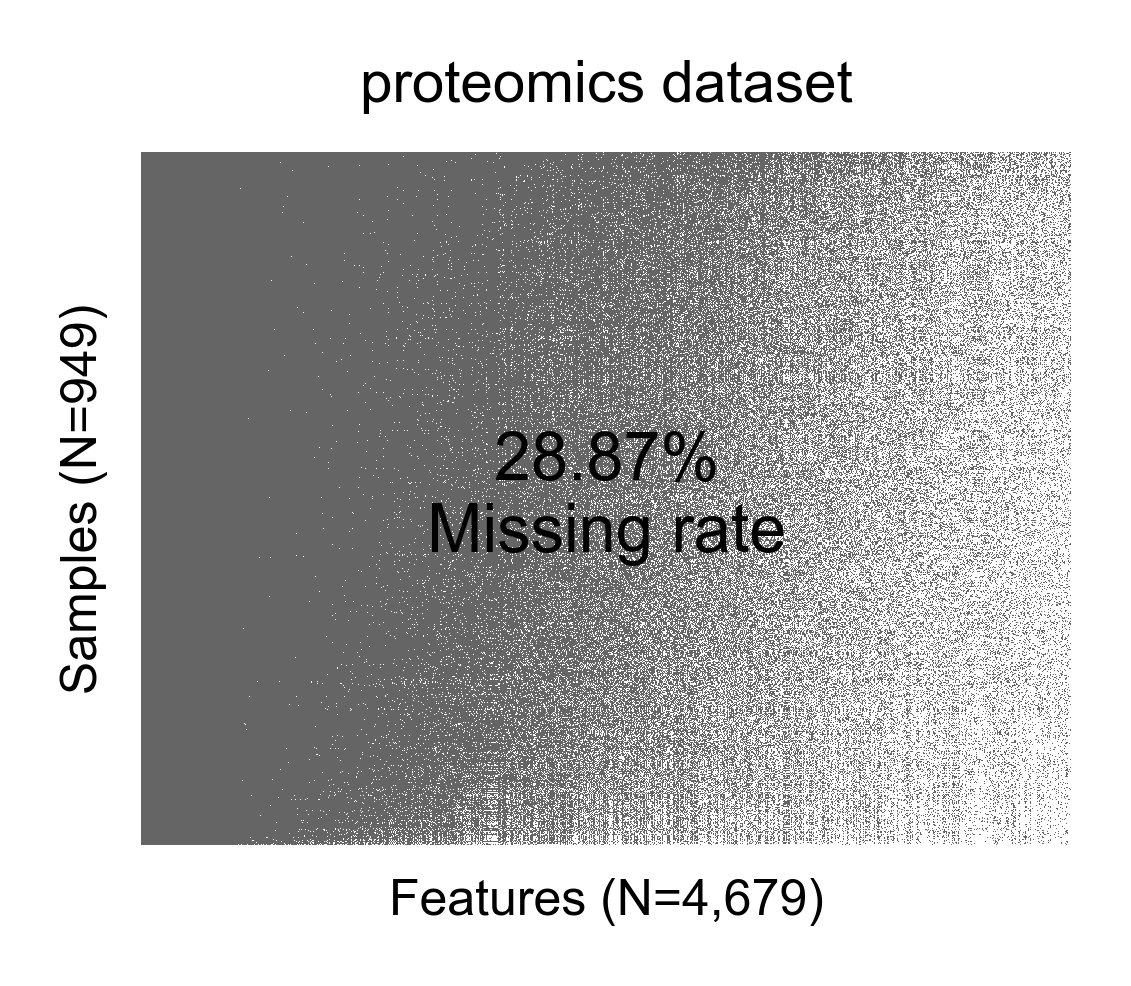 proteomics dataset
Samples (N=949)
28.87%
Missing rate
Features (N=4,679)